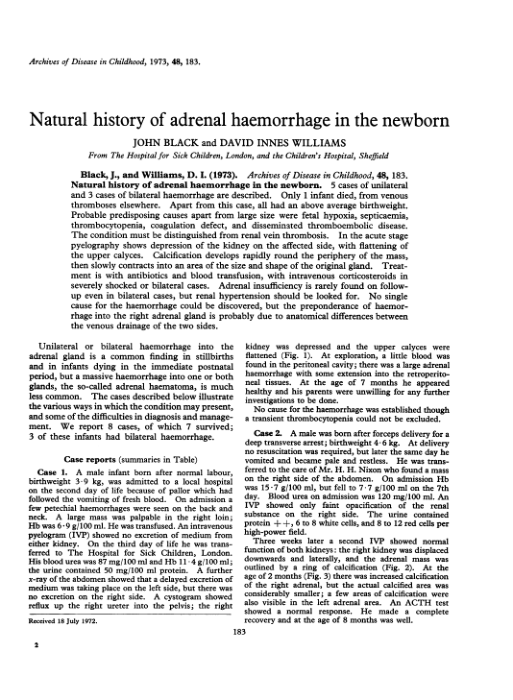 Archives of Disease in Childhood, 1973, 48, 183.
Natural history of adrenal haemorrhage in the newborn
JOHN BLACK and DAVID INNES WILLIAMS
From The Hospital for Sick Children, London, and the Children's Hospital, Sheffield
Black, J., and Williams, D. I. (1973). Archives of Disease in Childhood, 48, 183.
Natural history of adrenal haemorrhage in the newborn. 5 cases of unilateral
and 3 cases of bilateral haemorrhage are described. Only 1 infant died, from venous
thromboses elsewhere. Apart from this case, all had an above average birthweight.
Probable predisposing causes apart from large size were fetal hypoxia, septicaemia,
thrombocytopenia, coagulation defect, and disseminated thromboembolic disease.
The condition must be distinguished from renal vein thrombosis. In the acute stage
pyelography shows depression of the kidney on the affected side, with flattening of
the upper calyces. Calcification develops rapidly round the periphery of the mass,
then slowly contracts into an area of the size and shape of the original gland. Treat-
ment is with antibiotics and blood transfusion, with intravenous corticosteroids in
severely shocked or bilateral cases. Adrenal insufficiency is rarely found on follow-
up even in bilateral cases, but renal hypertension should be looked for. No single
cause for the haemorrhage could be discovered, but the preponderance of haemor-
rhage into the right adrenal gland is probably due to anatomical differences between
the venous drainage of the two sides.
Unilateral or bilateral haemorrhage into the
adrenal gland is a common finding in stillbirths
and in infants dying in the immediate postnatal
period, but a massive haemorrhage into one or both
glands, the so-called adrenal haematoma, is much
less common. The cases described below illustrate
the various ways in which the condition may present,
and some of the difficulties in diagnosis and manage-
ment. We report 8 cases, of which 7 survived;
3 of these infants had bilateral haemorrhage.
Case reports (summaries in Table)
Case 1. A male infant born after normal labour,
birthweight 3·9 kg, was admitted to a local hospital
on the second day of life because of pallor which had
followed the vomiting of fresh blood. On admission a
few petechial haemorrhages were seen on the back and
neck. A large mass was palpable in the right loin;
Hb was 6·9 g/100 ml. He was transfused. An intravenous
pyelogram (IVP) showed no excretion of medium from
either kidney. On the third day of life he was trans-
ferred to The Hospital for Sick Children, London.
His blood urea was 87 mg/100 ml and Hb 11·4 g/100 ml;
the urine contained 50 mg/100 ml protein. A further
x-ray of the abdomen showed that a delayed excretion of
medium was taking place on the left side, but there was
no excretion on the right side. A cystogram showed
reflux up the right ureter into the pelvis; the right
Received 18 July 1972.
2
kidney was depressed and the upper calyces were
flattened (Fig. 1). At exploration, a little blood was
found in the peritoneal cavity; there was a large adrenal
haemorrhage with some extension into the retroperito-
neal tissues. At the age of 7 months he appeared
healthy and his parents were unwilling for any further
investigations to be done.
No cause for the haemorrhage was established though
a transient thrombocytopenia could not be excluded.
Case 2. A male was born after forceps delivery for a
deep transverse arrest; birthweight 4·6 kg. At delivery
no resuscitation was required, but later the same day he
vomited and became pale and restless. He was trans-
ferred to the care of Mr. H. H. Nixon who found a mass
on the right side of the abdomen. On admission Hb
was 15·7 g/100 ml, but fell to 7·7 g/100 ml on the 7th
day. Blood urea on admission was 120 mg/100 ml. An
IVP showed only faint opacification of the renal
substance on the right side. The urine contained
protein + +, 6 to 8 white cells, and 8 to 12 red cells per
high-power field.
Three weeks later a second IVP showed normal
function of both kidneys: the right kidney was displaced
downwards and laterally, and the adrenal mass was
outlined by a ring of calcification (Fig. 2). At the
age of 2 months (Fig. 3) there was increased calcification
of the right adrenal, but the actual calcified area was
considerably smaller; a few areas of calcification were
also visible in the left adrenal area. An ACTH test
showed a normal response. He made a complete
recovery and at the age of 8 months was well.
183